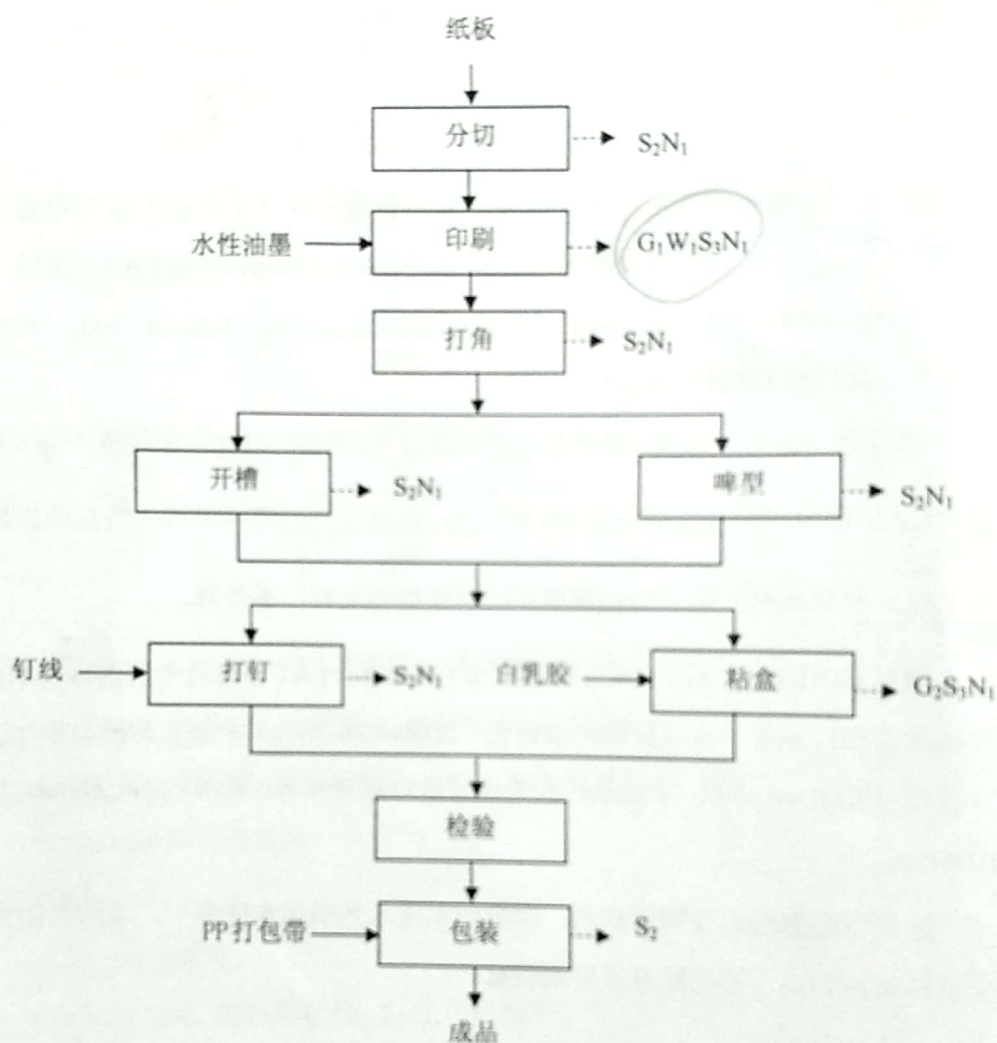 纸板
分切
S₂N₁
水性油墨
印刷
G₁W₁S₃N₁
打角
S₂N₁
开槽
S₂N₁
啤型
S₂N₁
钉线
打钉
S₂N₁
白乳胶
粘盒
G₂S₃N₁
检验
PP 打包带
包装
S₂
成品